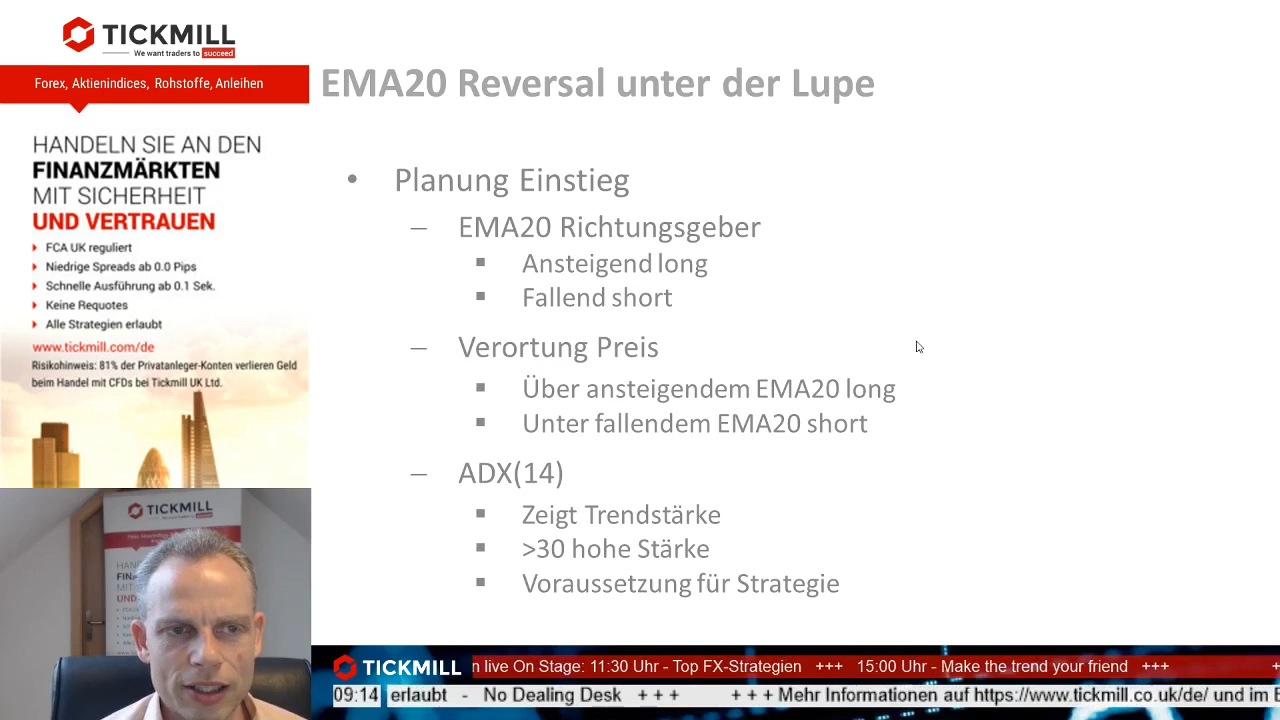 TICKMILL
We want traders to succeed
Forex, Aktienindices, Rohstoffe, Anleihen
HANDELN SIE AN DEN
FINANZMÄRKTEN
MIT SICHERHEIT
UND VERTRAUEN
FCA UK reguliert
Niedrige Spreads ab 0.0 Pips
Schnelle Ausführung ab 0.1 Sek.
Keine Requotes
Alle Strategien erlaubt
www.tickmill.com/de
Risikohinweis: 81% der Privatanleger-Konten verlieren Geld
beim Handel mit CFDs bei Tickmill UK Ltd.
EMA20 Reversal unter der Lupe
• Planung Einstieg
– EMA20 Richtungsgeber
▪ Ansteigend long
▪ Fallend short
– Verortung Preis
▪ Über ansteigendem EMA20 long
▪ Unter fallendem EMA20 short
– ADX(14)
▪ Zeigt Trendstärke
▪ >30 hohe Stärke
▪ Voraussetzung für Strategie
TICKMILL
TICKMILL
n live On Stage: 11:30 Uhr - Top FX-Strategien +++ 15:00 Uhr - Make the trend your friend +++
09:14 erlaubt - No Dealing Desk + + + + + + Mehr Informationen auf https://www.tickmill.co.uk/de/ und im